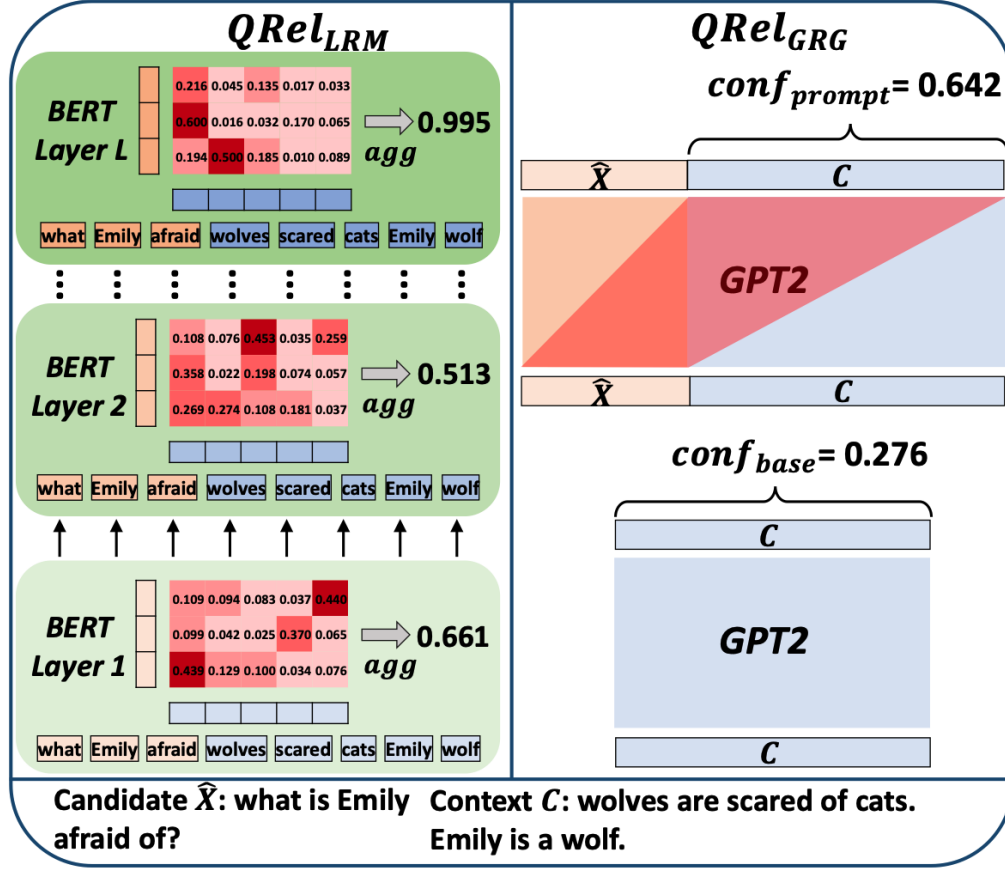 QRel_LRM
BERT
Layer L
0.216 0.045 0.135 0.017 0.033
0.600 0.016 0.032 0.170 0.065
0.194 0.500 0.185 0.010 0.089
agg
0.995
what Emily afraid wolves scared cats Emily wolf
BERT
Layer 2
0.108 0.076 0.453 0.035 0.259
0.358 0.022 0.198 0.074 0.057
0.269 0.274 0.108 0.181 0.037
agg
0.513
what Emily afraid wolves scared cats Emily wolf
BERT
Layer 1
0.109 0.094 0.083 0.037 0.440
0.099 0.042 0.025 0.370 0.065
0.439 0.129 0.100 0.034 0.076
agg
0.661
what Emily afraid wolves scared cats Emily wolf
QRel_GRG
conf_prompt= 0.642
X̂ C
GPT2
X̂ C
conf_base= 0.276
C
GPT2
C
Candidate X̂: what is Emily
afraid of?
Context C: wolves are scared of cats.
Emily is a wolf.